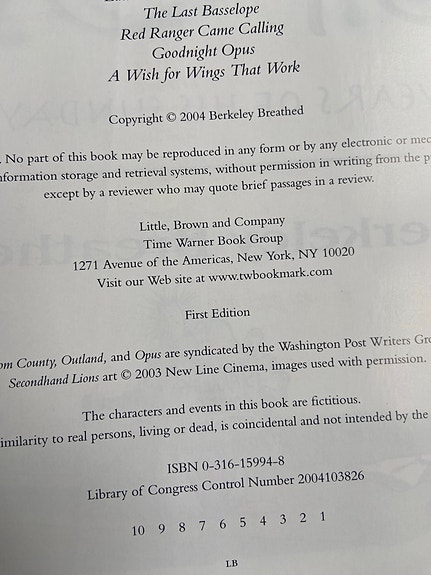 The Last Basselope
Red Ranger Came Calling
Goodnight Opus
A Wish for Wings That Work
Copyright © 2004 Berkeley Breathed
. No part of this book may be reproduced in any form or by any electronic or mec
nformation storage and retrieval systems, without permission in writing from the p
except by a reviewer who may quote brief passages in a review.
Little, Brown and Company
Time Warner Book Group
1271 Avenue of the Americas, New York, NY 10020
Visit our Web site at www.twbookmark.com
First Edition
om County, Outland, and Opus are syndicated by the Washington Post Writers Gro
Secondhand Lions art © 2003 New Line Cinema, images used with permission.
The characters and events in this book are fictitious.
imilarity to real persons, living or dead, is coincidental and not intended by the
ISBN 0-316-15994-8
Library of Congress Control Number 2004103826
10 9 8 7 6 5 4 3 2 1
LB